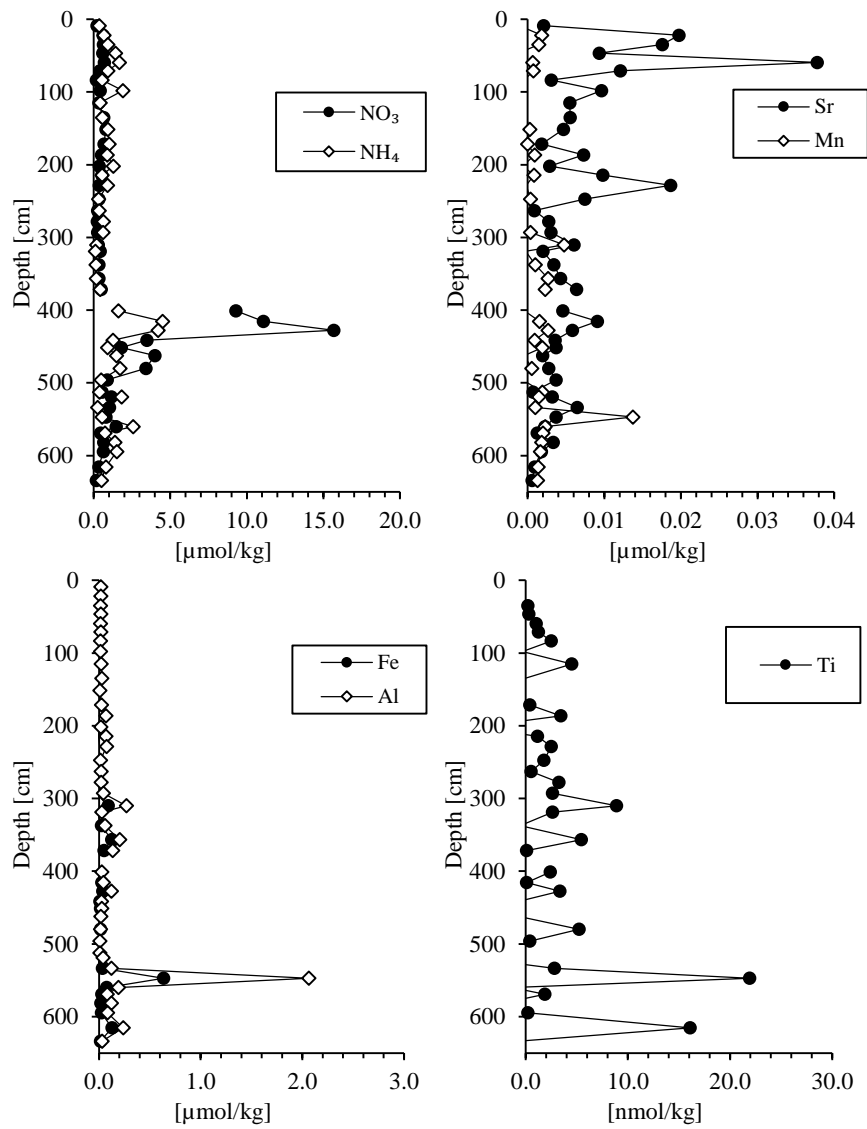 0
100
200
300
400
500
600
Depth [cm]
NO₃
NH₄
0.0 5.0 10.0 15.0 20.0
[µmol/kg]
0
100
200
300
400
500
600
Depth [cm]
Sr
Mn
0.00 0.01 0.02 0.03 0.04
[µmol/kg]
0
100
200
300
400
500
600
Depth [cm]
Fe
Al
0.0 1.0 2.0 3.0
[µmol/kg]
0
100
200
300
400
500
600
Depth [cm]
Ti
0.0 10.0 20.0 30.0
[nmol/kg]